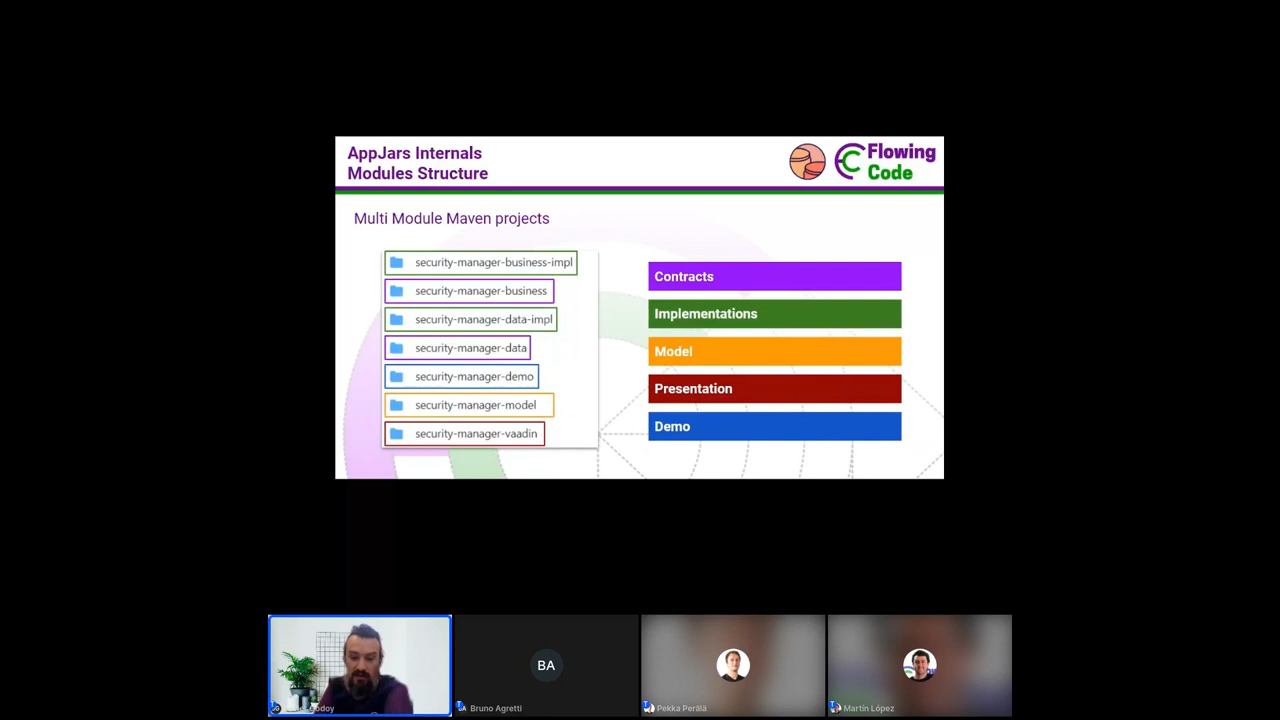 AppJars Internals
Modules Structure
Flowing
Code
Multi Module Maven projects
security-manager-business-impl
security-manager-business
security-manager-data-impl
security-manager-data
security-manager-demo
security-manager-model
security-manager-vaadin
Contracts
Implementations
Model
Presentation
Demo
BA
Bruno Agretti
Pekka Perälä
Martín López